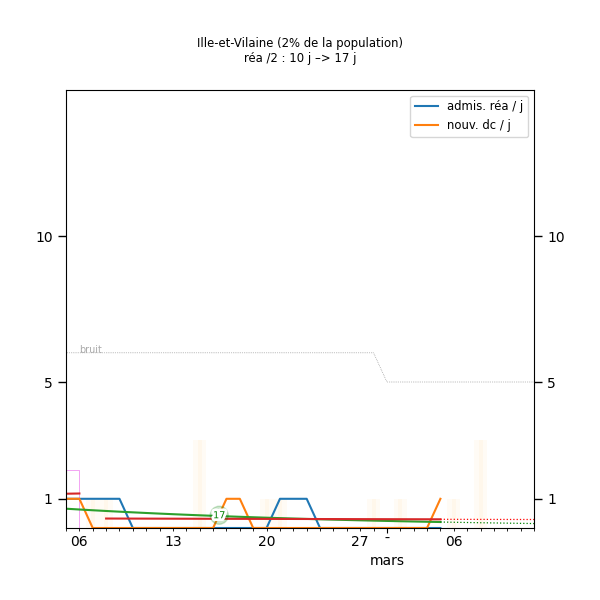 Ille-et-Vilaine (2% de la population)
réa /2 : 10 j –> 17 j
admis. réa / j
nouv. dc / j
10
10
bruit
5
5
1
1
17
06
13
20
27
-
06
mars